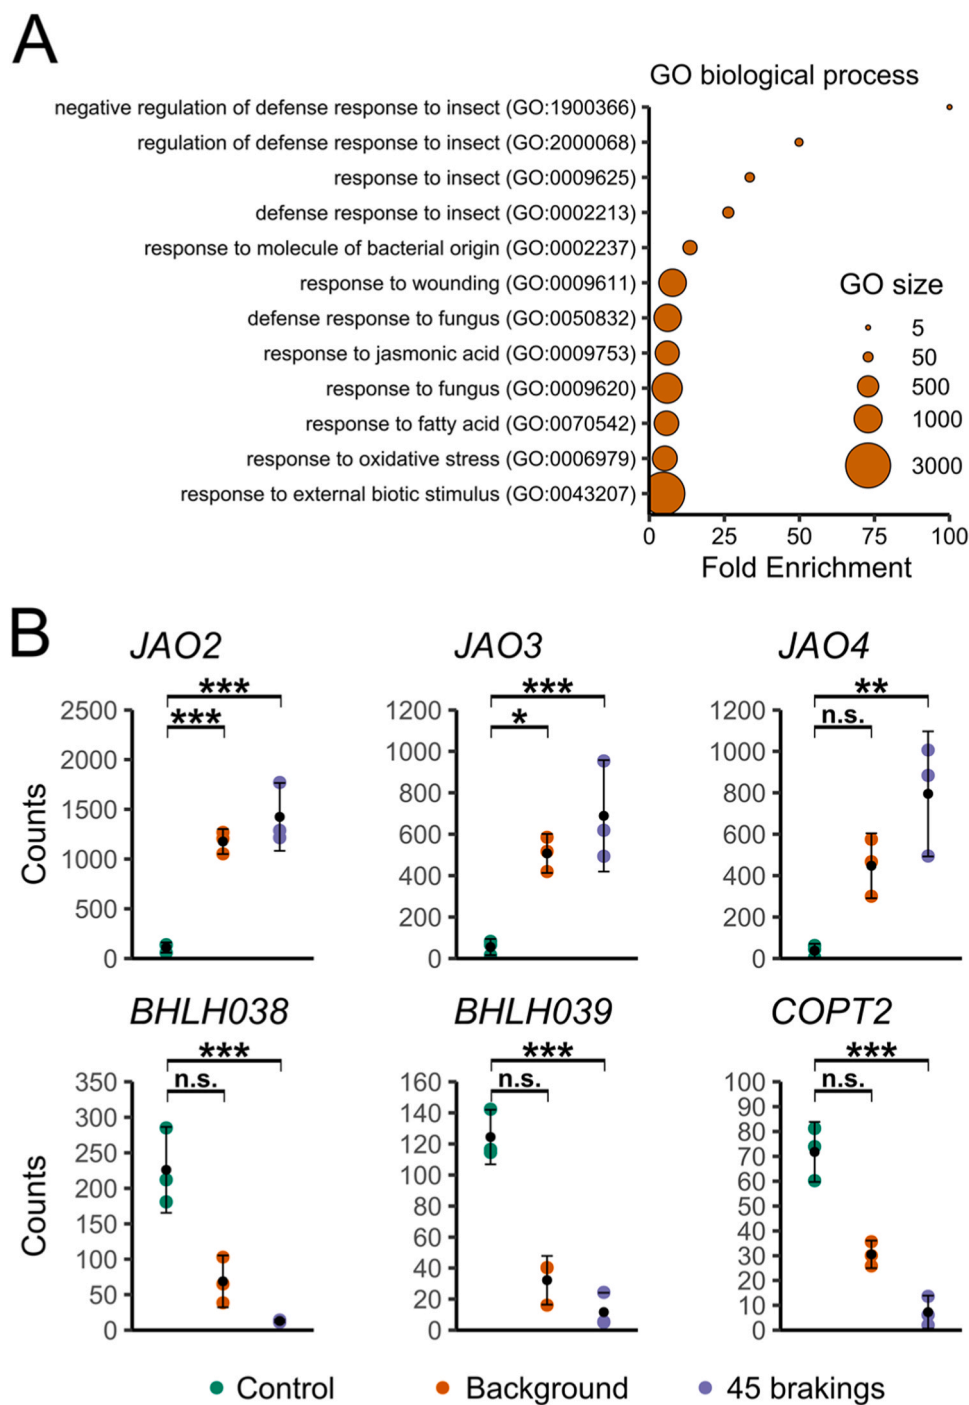 A
GO biological process
negative regulation of defense response to insect (GO:1900366)
regulation of defense response to insect (GO:2000068)
response to insect (GO:0009625)
defense response to insect (GO:0002213)
response to molecule of bacterial origin (GO:0002237)
response to wounding (GO:0009611)
defense response to fungus (GO:0050832)
response to jasmonic acid (GO:0009753)
response to fungus (GO:0009620)
response to fatty acid (GO:0070542)
response to oxidative stress (GO:0006979)
response to external biotic stimulus (GO:0043207)
GO size
5
50
500
1000
3000
0 25 50 75 100
Fold Enrichment
B
JAO2 JAO3 JAO4
*** *** **
*** * n.s.
2500 1200 1200
2000 1000 1000
1500 800 800
1000 600 600
500 400 400
0 200 200
0 0
Counts
BHLH038 BHLH039 COPT2
*** *** ***
n.s. n.s. n.s.
350 160 100
300 140 90
250 120 80
200 100 70
150 80 60
100 60 50
50 40 40
0 20 30
0 20
10
0
Counts
Control Background 45 brakings